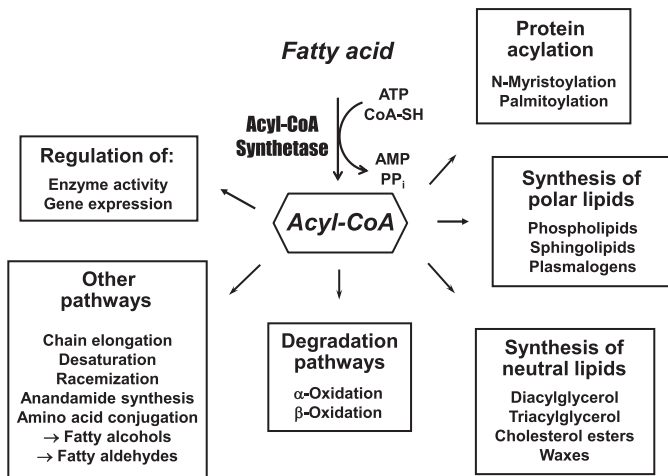 Fatty acid
ATP
CoA-SH
Acyl-CoA
Synthetase
AMP
PPi
Acyl-CoA
Protein
acylation
N-Myristoylation
Palmitoylation
Regulation of:
Enzyme activity
Gene expression
Synthesis of
polar lipids
Phospholipids
Sphingolipids
Plasmalogens
Other
pathways
Chain elongation
Desaturation
Racemization
Anandamide synthesis
Amino acid conjugation
→ Fatty alcohols
→ Fatty aldehydes
Degradation
pathways
α-Oxidation
β-Oxidation
Synthesis of
neutral lipids
Diacylglycerol
Triacylglycerol
Cholesterol esters
Waxes